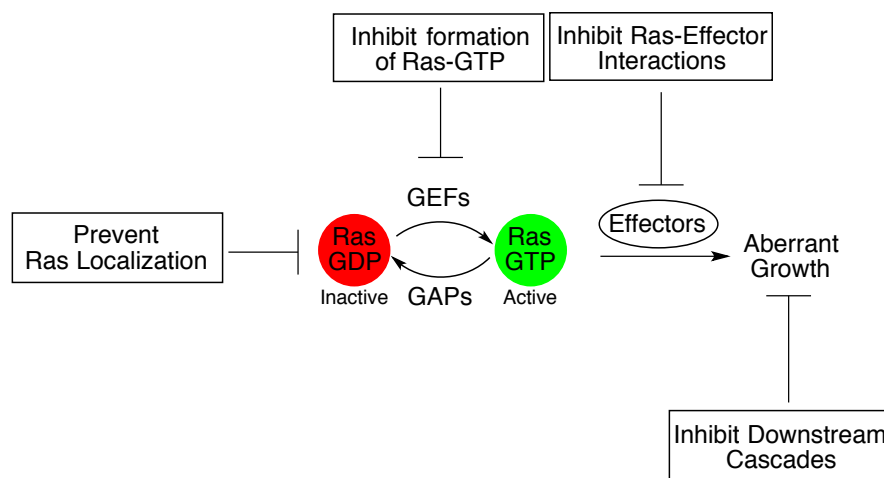 Inhibit formation
of Ras-GTP
Inhibit Ras-Effector
Interactions
GEFs
Effectors
Prevent
Ras Localization
Ras
GDP
Ras
GTP
Aberrant
Growth
Inactive
GAPs
Active
Inhibit Downstream
Cascades